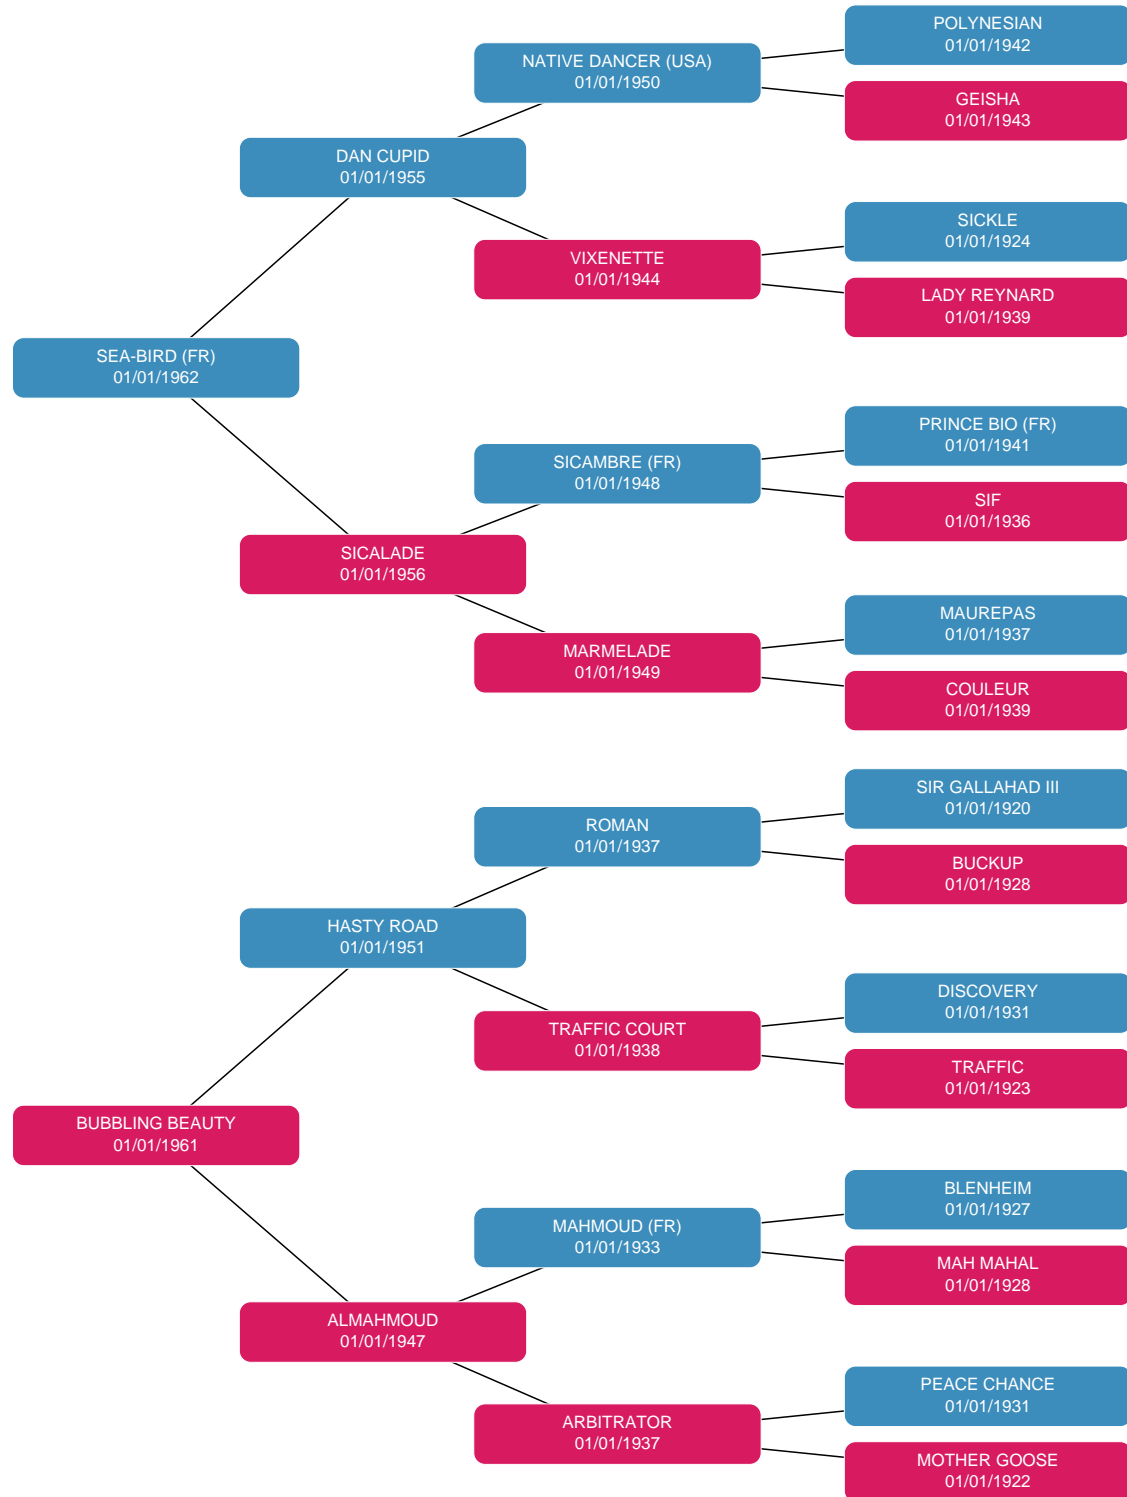 POLYNESIAN
01/01/1942
NATIVE DANCER (USA)
01/01/1950
GEISHA
01/01/1943
DAN CUPID
01/01/1955
SICKLE
01/01/1924
VIXENETTE
01/01/1944
LADY REYNARD
01/01/1939
SEA-BIRD (FR)
01/01/1962
PRINCE BIO (FR)
01/01/1941
SICAMBRE (FR)
01/01/1948
SIF
01/01/1936
SICALADE
01/01/1956
MAUREPAS
01/01/1937
MARMELADE
01/01/1949
COULEUR
01/01/1939
SIR GALLAHAD III
01/01/1920
ROMAN
01/01/1937
BUCKUP
01/01/1928
HASTY ROAD
01/01/1951
DISCOVERY
01/01/1931
TRAFFIC COURT
01/01/1938
TRAFFIC
01/01/1923
BUBBLING BEAUTY
01/01/1961
BLENHEIM
01/01/1927
MAHMOUD (FR)
01/01/1933
MAH MAHAL
01/01/1928
ALMAHMOUD
01/01/1947
PEACE CHANCE
01/01/1931
ARBITRATOR
01/01/1937
MOTHER GOOSE
01/01/1922